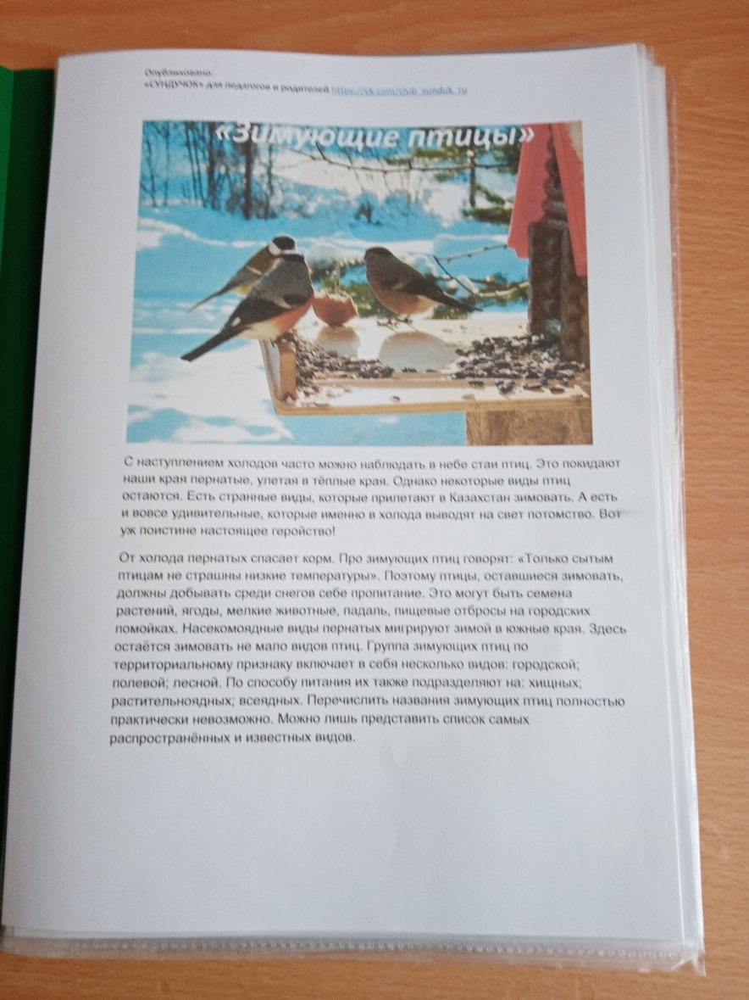 Опубликовано:
«СУНДУЧОК» для педагогов и родителей https://vk.com/club_sunduk_ru
«Зимующие птицы»
С наступлением холодов часто можно наблюдать в небе стаи птиц. Это покидают
наши края пернатые, улетая в тёплые края. Однако некоторые виды птиц
остаются. Есть странные виды, которые прилетают в Казахстан зимовать. А есть
и вовсе удивительные, которые именно в холода выводят на свет потомство. Вот
уж поистине настоящее геройство!
От холода пернатых спасает корм. Про зимующих птиц говорят: «Только сытым
птицам не страшны низкие температуры». Поэтому птицы, оставшиеся зимовать,
должны добывать среди снегов себе пропитание. Это могут быть семена
растений, ягоды, мелкие животные, падаль, пищевые отбросы на городских
помойках. Насекомоядные виды пернатых мигрируют зимой в южные края. Здесь
остаётся зимовать не мало видов птиц. Группа зимующих птиц по
территориальному признаку включает в себя несколько видов: городской;
полевой; лесной. По способу питания их также подразделяют на: хищных;
растительноядных; всеядных. Перечислить названия зимующих птиц полностью
практически невозможно. Можно лишь представить список самых
распространённых и известных видов.